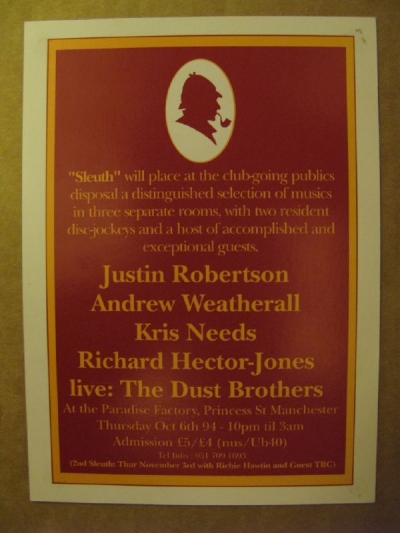 "Sleuth" will place at the club-going publics
disposal a distinguished selection of musics
in three separate rooms, with two resident
disc-jockeys and a host of accomplished and
exceptional guests.
Justin Robertson
Andrew Weatherall
Kris Needs
Richard Hector-Jones
live: The Dust Brothers
At the Paradise Factory, Princess St Manchester
Thursday Oct 6th 94 - 10pm til 3am
Admission £5/£4 (nus/Ub40)
Tel Info : 051 709 1693
(2nd Sleuth: Thur November 3rd with Richie Hawtin and Guest TBC)